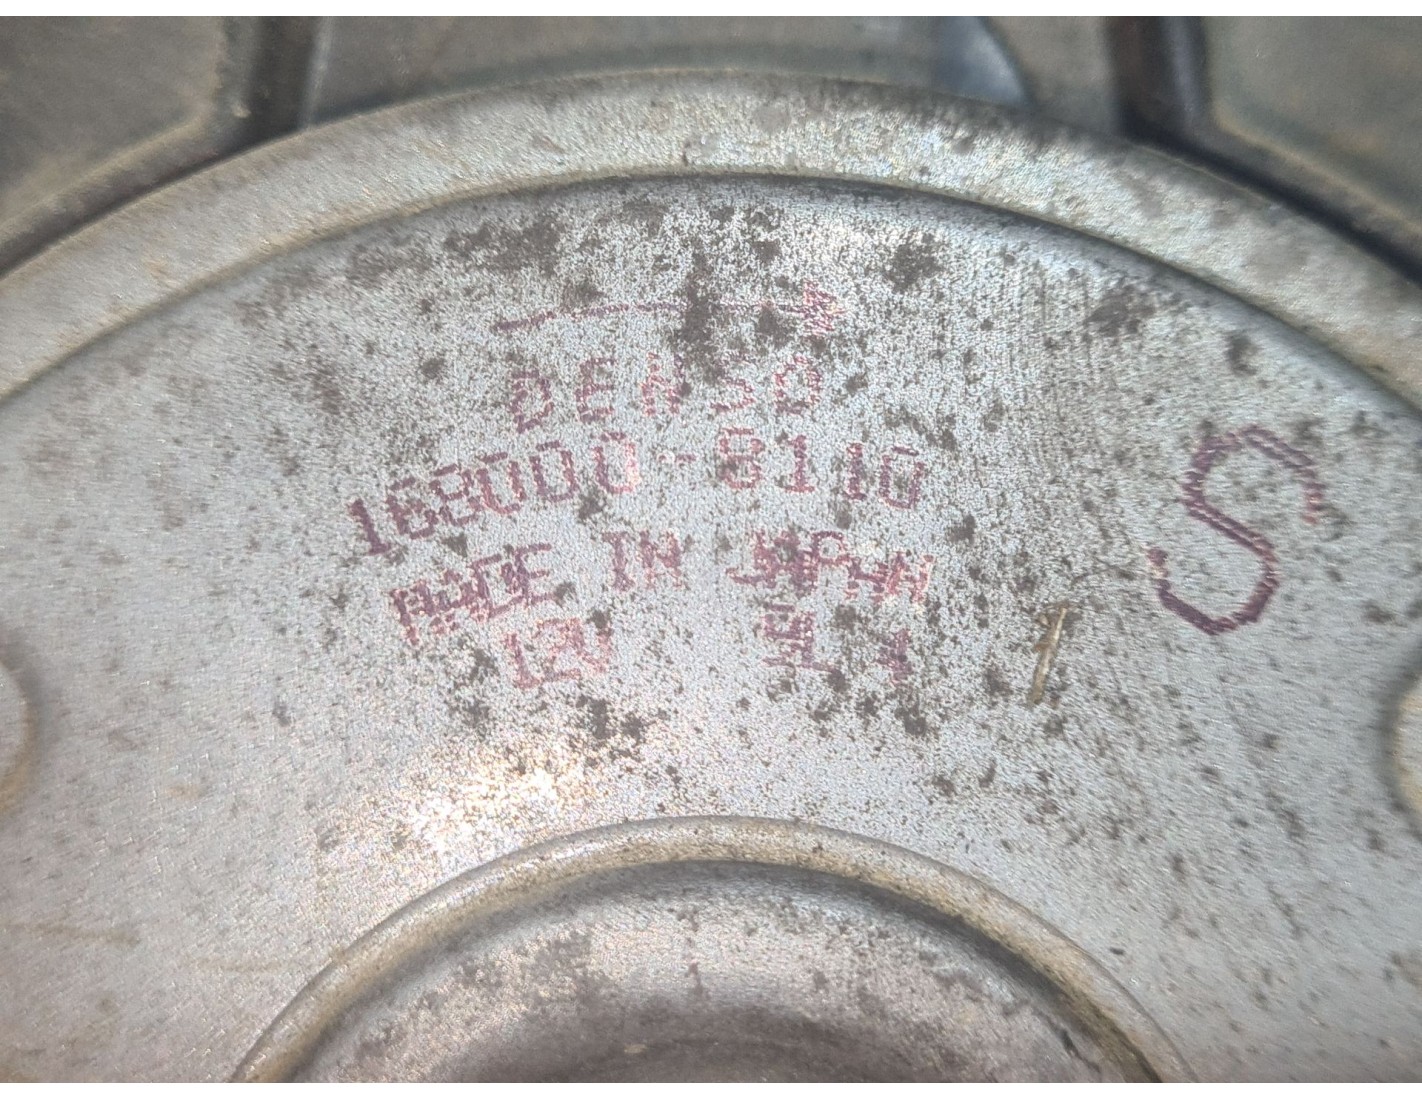 DENSO
168000-8110
MADE IN JAPAN
12V
S